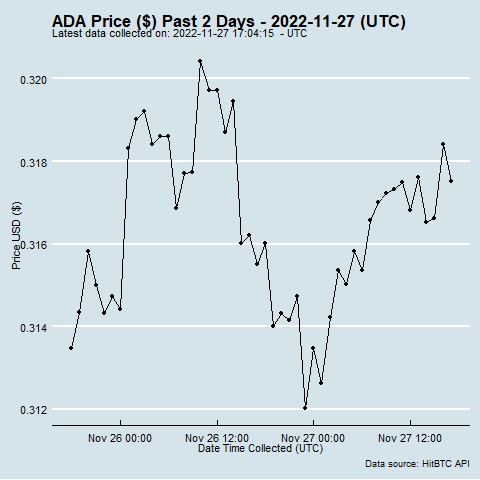 ADA Price ($) Past 2 Days - 2022-11-27 (UTC)
Latest data collected on: 2022-11-27 17:04:15  - UTC
0.320
0.318
0.316
0.314
0.312
Price USD ($)
Nov 26 00:00
Nov 26 12:00
Nov 27 00:00
Nov 27 12:00
Date Time Collected (UTC)
Data source: HitBTC API